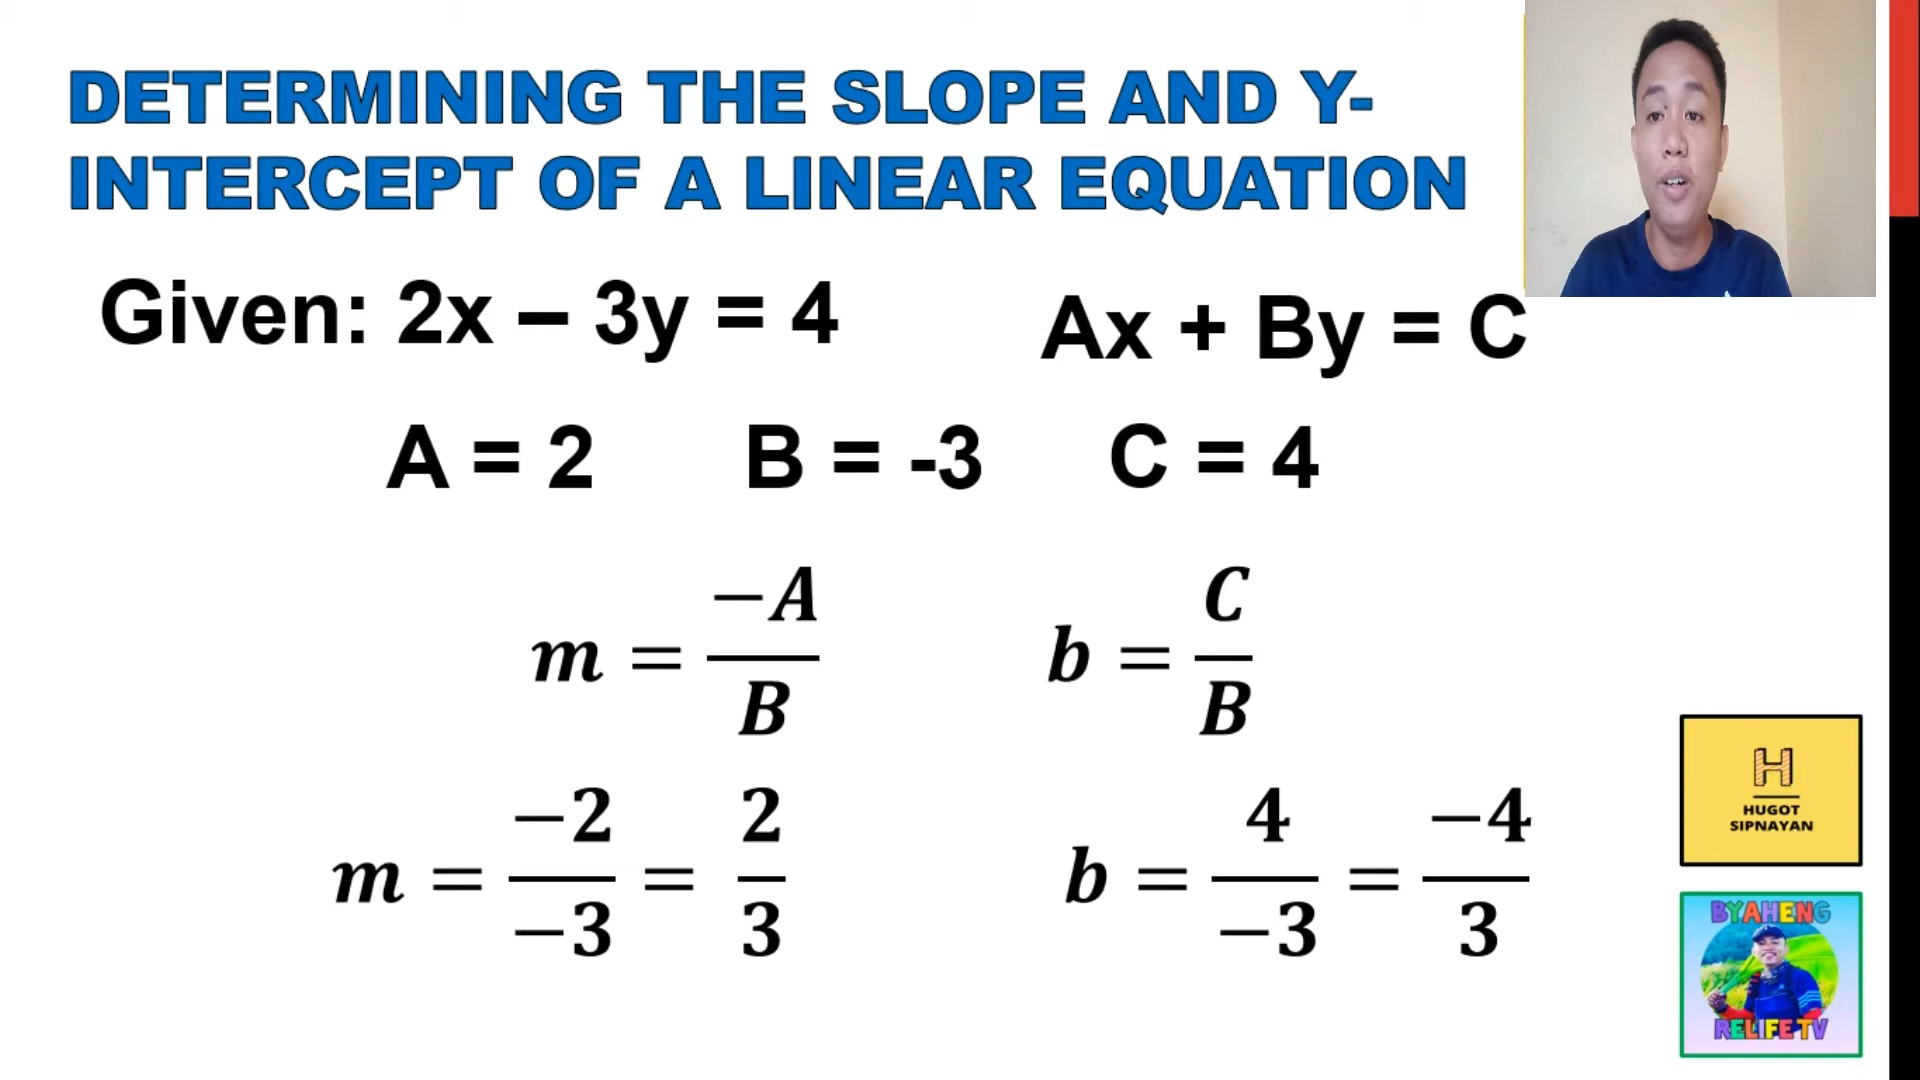 DETERMINING THE SLOPE AND Y-
INTERCEPT OF A LINEAR EQUATION
Given: 2x – 3y = 4
Ax + By = C
A = 2
B = -3
C = 4
m = −A/B
b = C/B
m = −2/−3 = 2/3
b = 4/−3 = −4/3
H
HUGOT
SIPNAYAN
BYAHENG
RELIFE TV